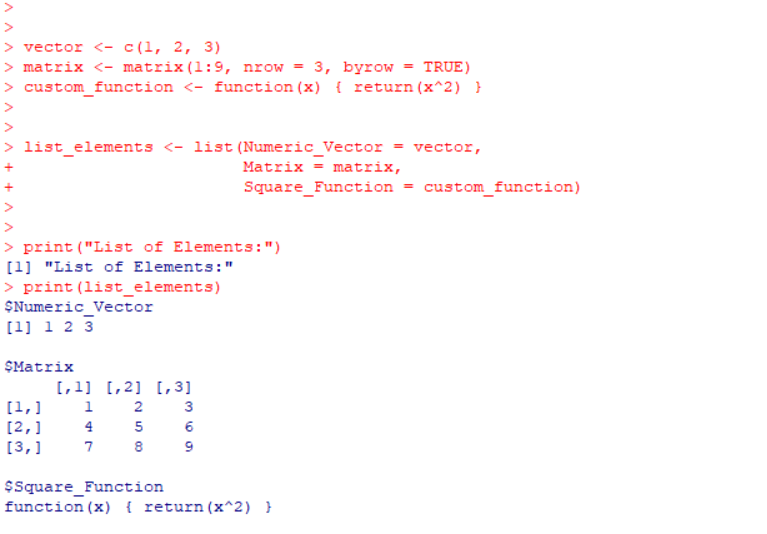 >
>
> vector <- c(1, 2, 3)
> matrix <- matrix(1:9, nrow = 3, byrow = TRUE)
> custom_function <- function(x) { return(x^2) }
>
>
> list_elements <- list(Numeric_Vector = vector,
+                       Matrix = matrix,
+                       Square_Function = custom_function)
>
>
> print("List of Elements:")
[1] "List of Elements:"
> print(list_elements)
$Numeric_Vector
[1] 1 2 3

$Matrix
     [,1] [,2] [,3]
[1,]    1    2    3
[2,]    4    5    6
[3,]    7    8    9

$Square_Function
function(x) { return(x^2) }